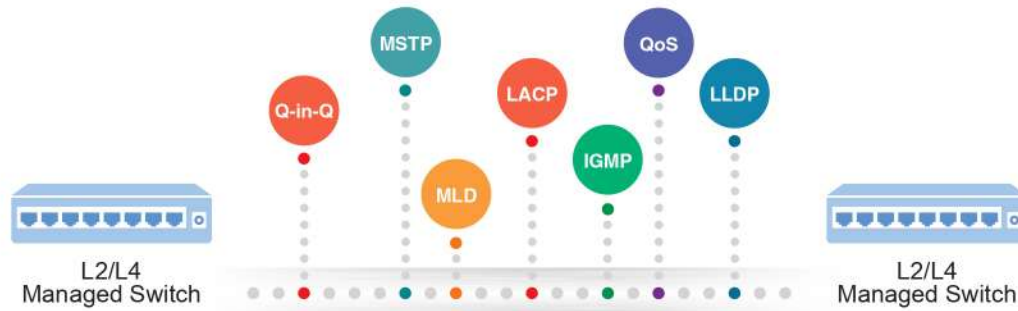 MSTP
QoS
Q-in-Q
LACP
LLDP
IGMP
MLD
L2/L4
Managed Switch
L2/L4
Managed Switch